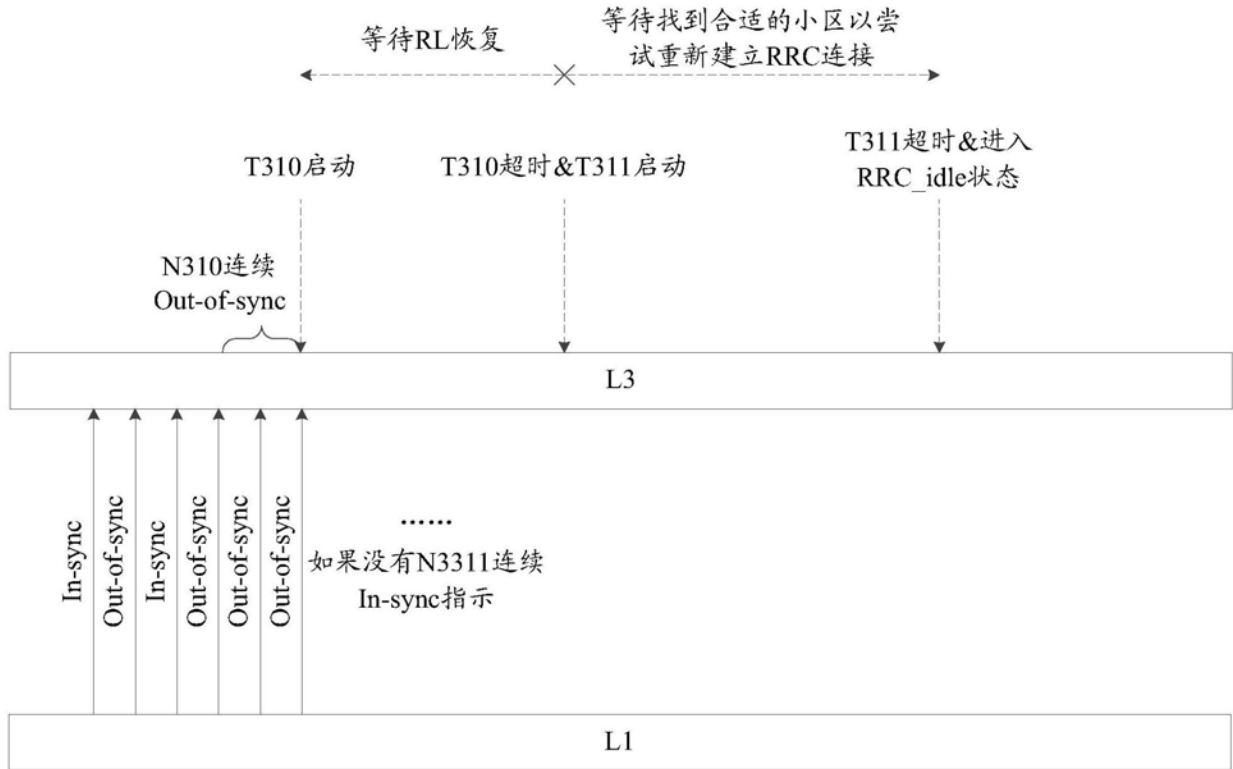 等待RL恢复
等待找到合适的小区以尝
试重新建立RRC连接
T310启动
T310超时&T311启动
T311超时&进入
RRC_idle状态
N310连续
Out-of-sync
L3
In-sync
Out-of-sync
In-sync
Out-of-sync
Out-of-sync
Out-of-sync
……
如果没有N3311连续
In-sync指示
L1